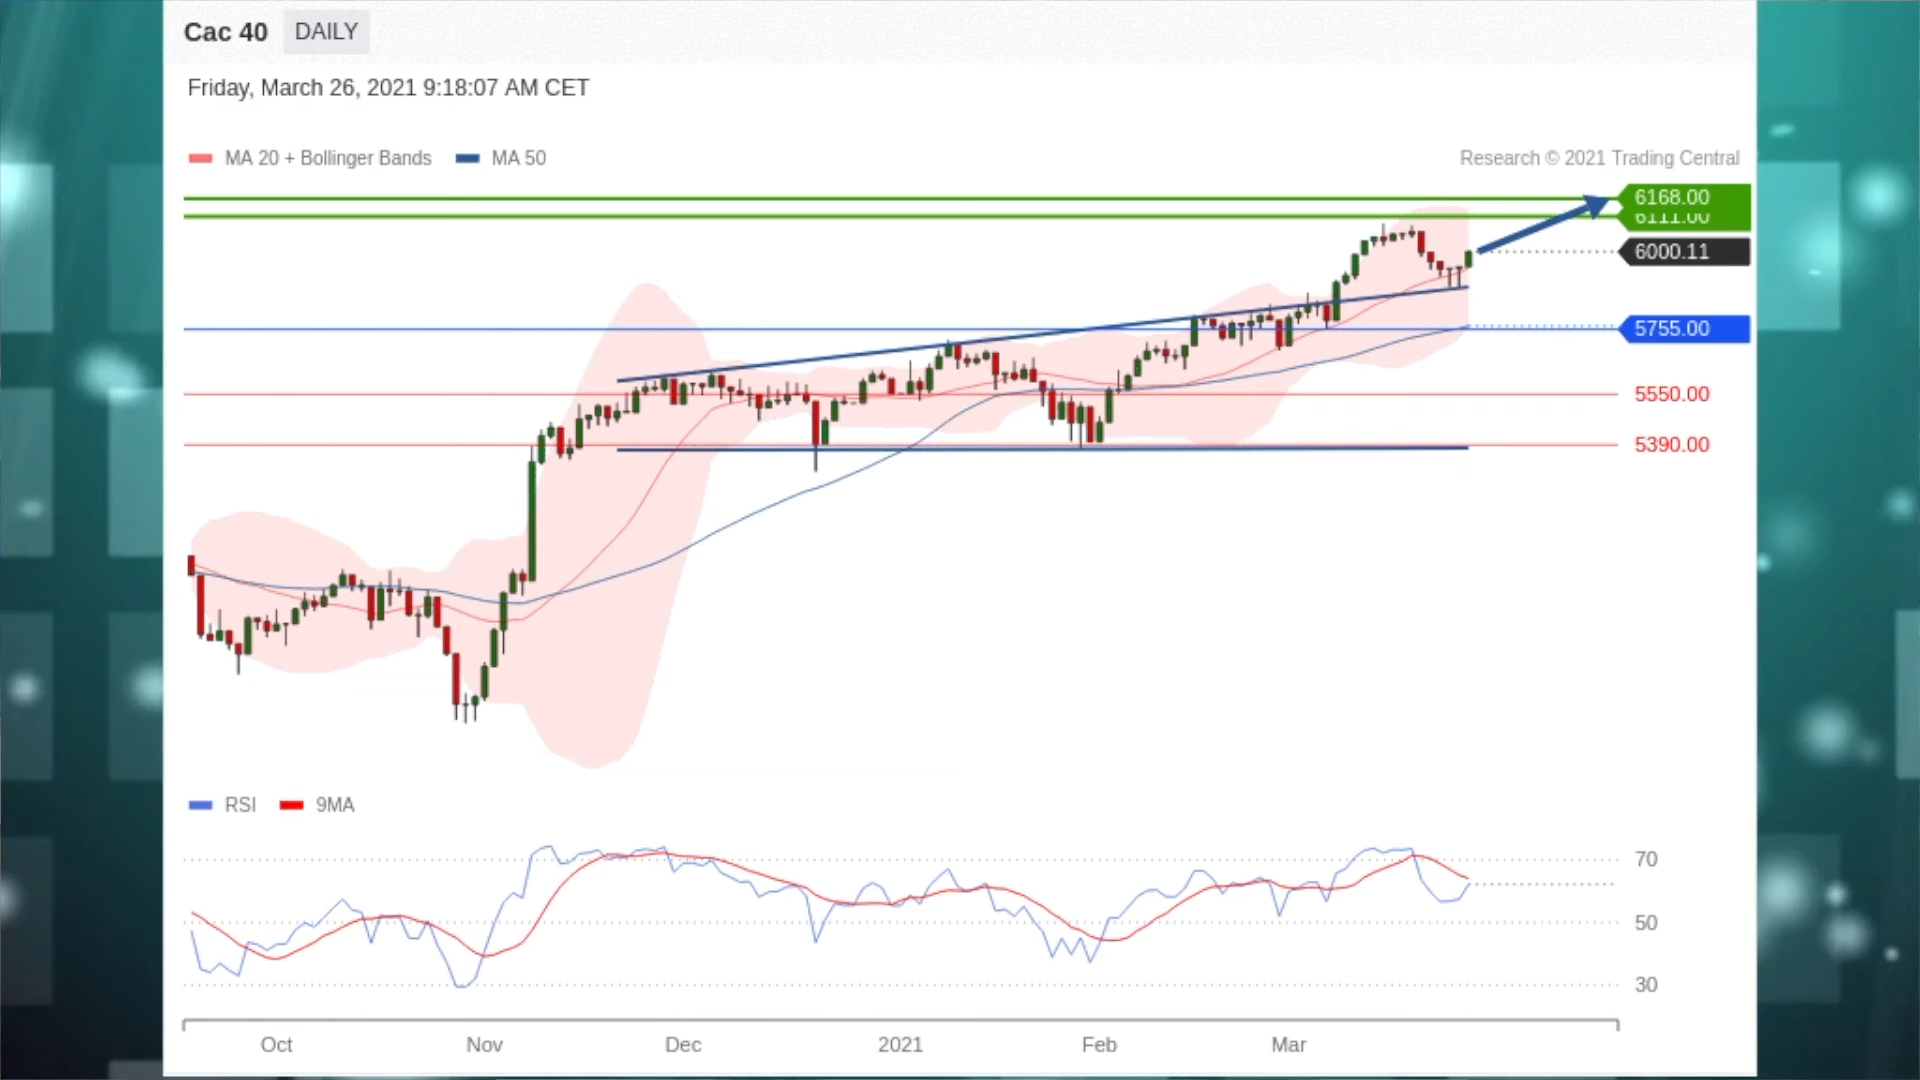 Cac 40 DAILY
Friday, March 26, 2021 9:18:07 AM CET
MA 20 + Bollinger Bands MA 50
Research © 2021 Trading Central
6168.00
6111.00
6000.11
5755.00
5550.00
5390.00
RSI 9MA
70
50
30
Oct Nov Dec 2021 Feb Mar